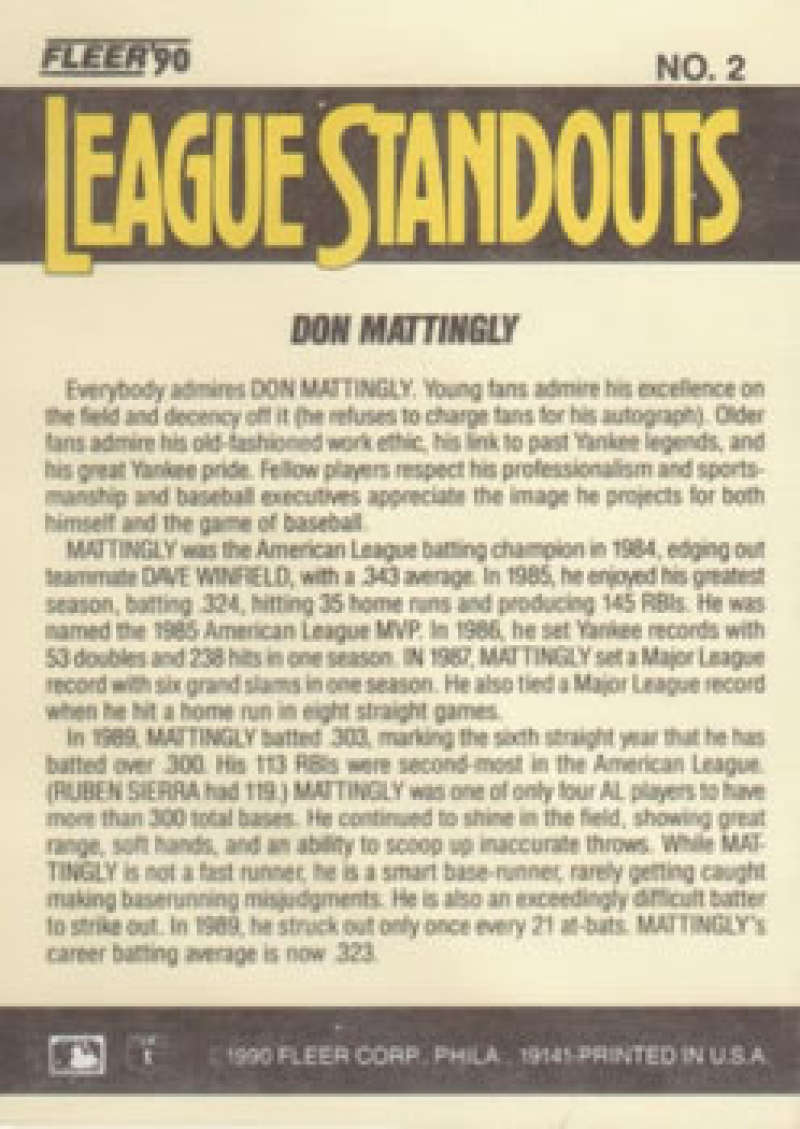 FLEER '90
NO. 2
LEAGUE STANDOUTS
DON MATTINGLY
Everybody admires DON MATTINGLY. Young fans admire his excellence on
the field and decency off it (he refuses to charge fans for his autograph). Older
fans admire his old-fashioned work ethic, his link to past Yankee legends, and
his great Yankee pride. Fellow players respect his professionalism and sports-
manship and baseball executives appreciate the image he projects for both
himself and the game of baseball.
MATTINGLY was the American League batting champion in 1984, edging out
teammate DAVE WINFIELD, with a .343 average. In 1985, he enjoyed his greatest
season, batting .324, hitting 35 home runs and producing 145 RBIs. He was
named the 1985 American League MVP. In 1986, he set Yankee records with
53 doubles and 238 hits in one season. IN 1987, MATTINGLY set a Major League
record with six grand slams in one season. He also tied a Major League record
when he hit a home run in eight straight games.
In 1989, MATTINGLY batted .303, marking the sixth straight year that he has
batted over .300. His 113 RBIs were second-most in the American League.
(RUBEN SIERRA had 119.) MATTINGLY was one of only four AL players to have
more than 300 total bases. He continued to shine in the field, showing great
range, soft hands, and an ability to scoop up inaccurate throws. While MAT-
TINGLY is not a fast runner, he is a smart base-runner, rarely getting caught
making baserunning misjudgments. He is also an exceedingly difficult batter
to strike out. In 1989, he struck out only once every 21 at-bats. MATTINGLY's
career batting average is now .323.
1990 FLEER CORP., PHILA., 19141-PRINTED IN U.S.A.